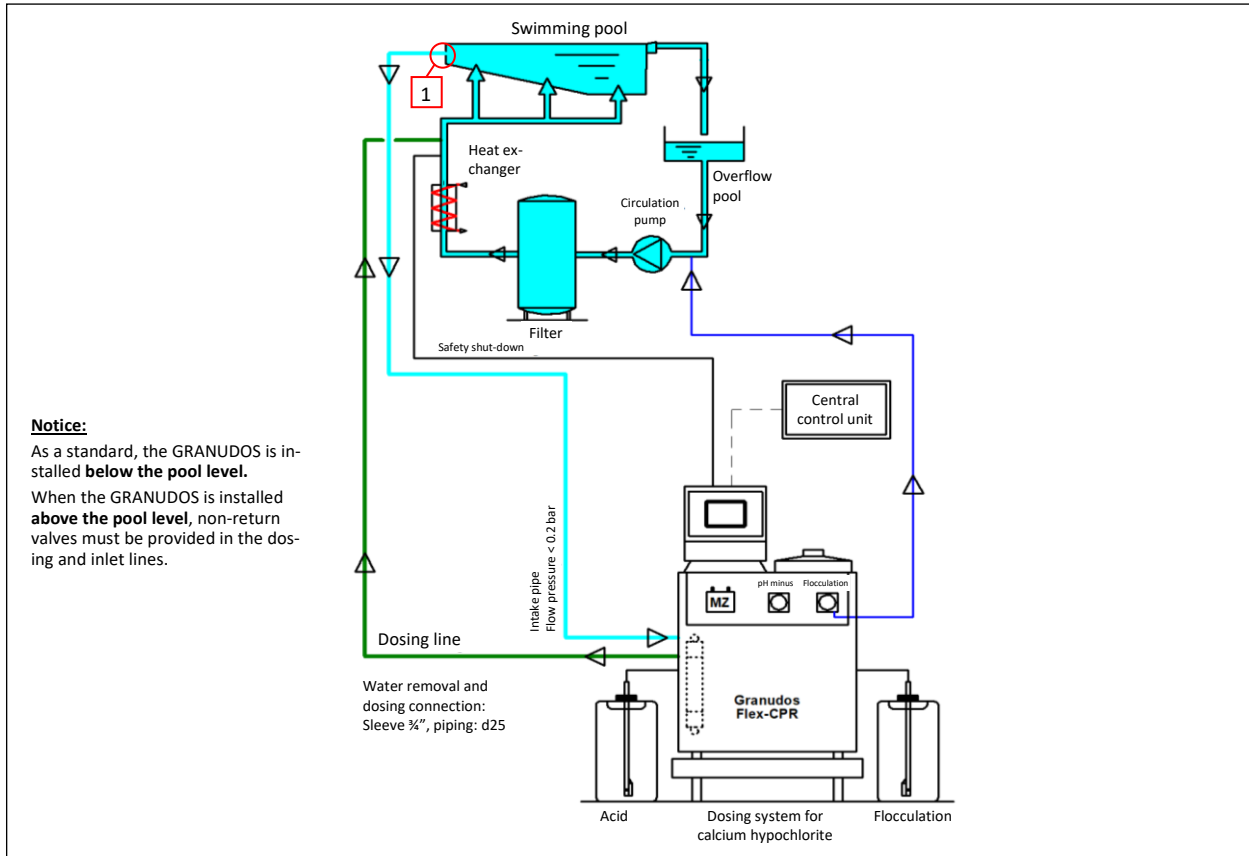 Swimming pool
1
Heat ex-
changer
Overflow
pool
Circulation
pump
Filter
Safety shut-down
Central
control unit
Notice:
As a standard, the GRANUDOS is in-
stalled below the pool level.
When the GRANUDOS is installed
above the pool level, non-return
valves must be provided in the dos-
ing and inlet lines.
Intake pipe
Flow pressure < 0.2 bar
pH minus
Flocculation
MZ
Dosing line
Water removal and
dosing connection:
Sleeve ¾”, piping: d25
Granudos
Flex-CPR
Acid
Dosing system for
calcium hypochlorite
Flocculation